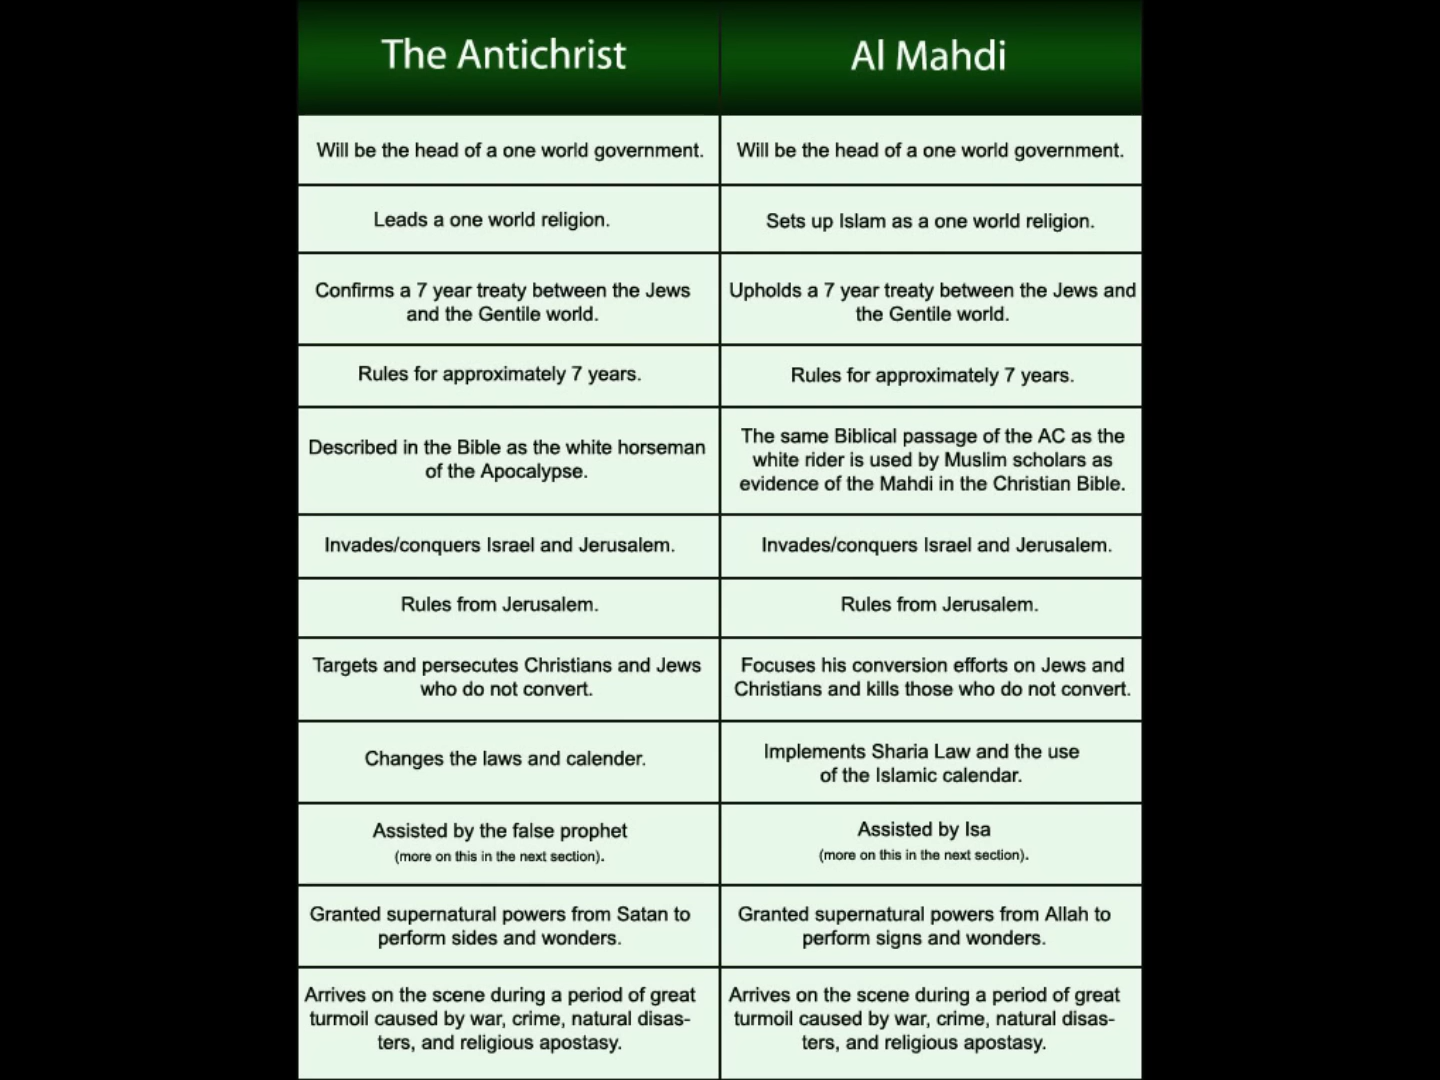 The Antichrist
Al Mahdi
Will be the head of a one world government.
Will be the head of a one world government.
Leads a one world religion.
Sets up Islam as a one world religion.
Confirms a 7 year treaty between the Jews
and the Gentile world.
Upholds a 7 year treaty between the Jews and
the Gentile world.
Rules for approximately 7 years.
Rules for approximately 7 years.
Described in the Bible as the white horseman
of the Apocalypse.
The same Biblical passage of the AC as the
white rider is used by Muslim scholars as
evidence of the Mahdi in the Christian Bible.
Invades/conquers Israel and Jerusalem.
Invades/conquers Israel and Jerusalem.
Rules from Jerusalem.
Rules from Jerusalem.
Targets and persecutes Christians and Jews
who do not convert.
Focuses his conversion efforts on Jews and
Christians and kills those who do not convert.
Changes the laws and calender.
Implements Sharia Law and the use
of the Islamic calendar.
Assisted by the false prophet
(more on this in the next section).
Assisted by Isa
(more on this in the next section).
Granted supernatural powers from Satan to
perform sides and wonders.
Granted supernatural powers from Allah to
perform signs and wonders.
Arrives on the scene during a period of great
turmoil caused by war, crime, natural disas-
ters, and religious apostasy.
Arrives on the scene during a period of great
turmoil caused by war, crime, natural disas-
ters, and religious apostasy.